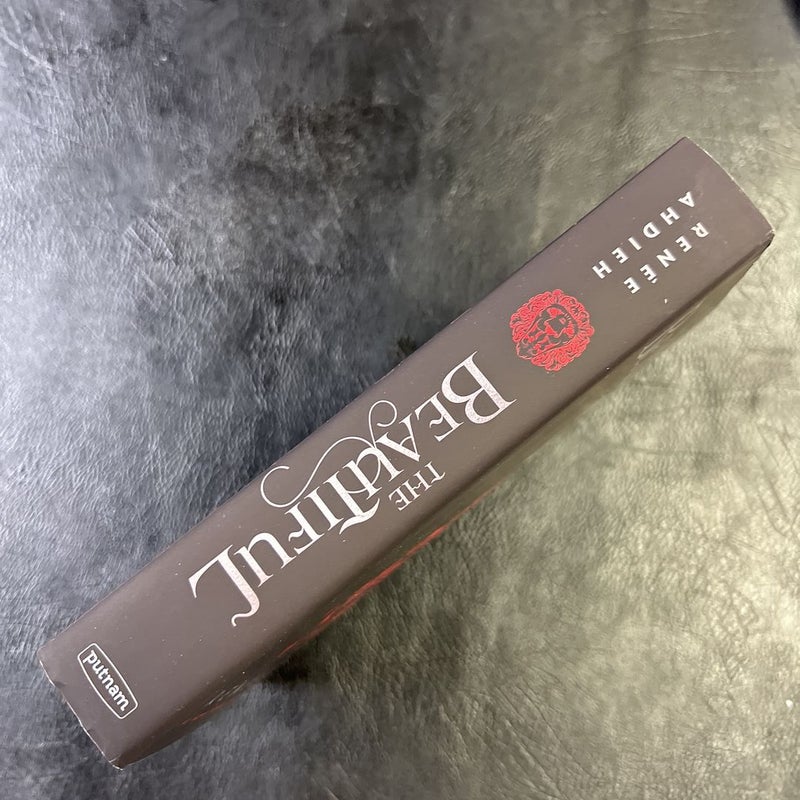 RENÉE
AHDIEH
THE
BEAUTIFUL
putnam